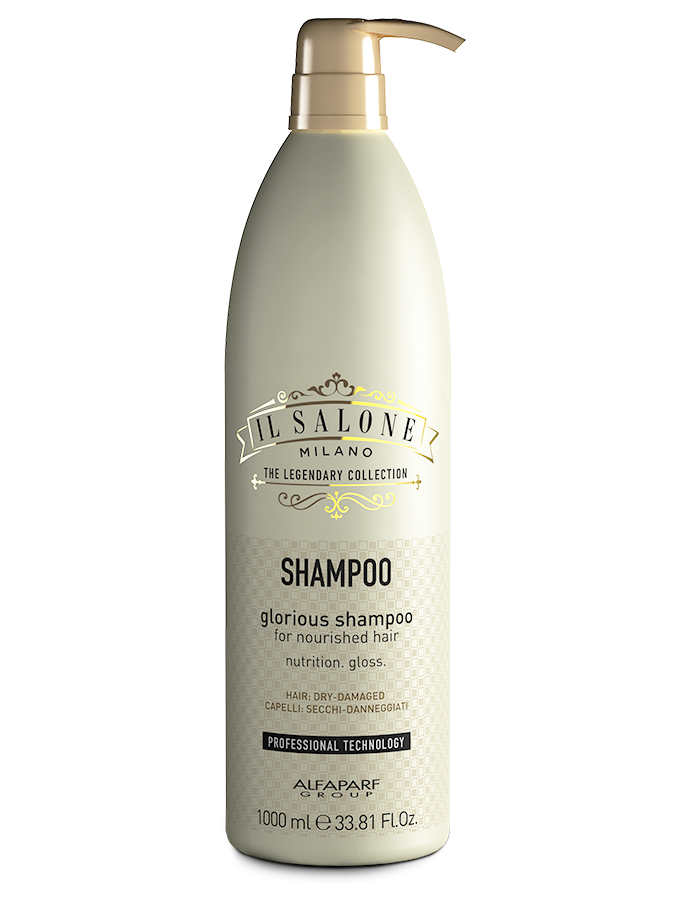 IL SALONE
MILANO
THE LEGENDARY COLLECTION
SHAMPOO
glorious shampoo
for nourished hair
nutrition. gloss.
HAIR: DRY-DAMAGED
CAPELLI: SECCHI-DANNEGGIATI
PROFESSIONAL TECHNOLOGY
ALFAPARF
GROUP
1000 ml ℮ 33.81 Fl.Oz.